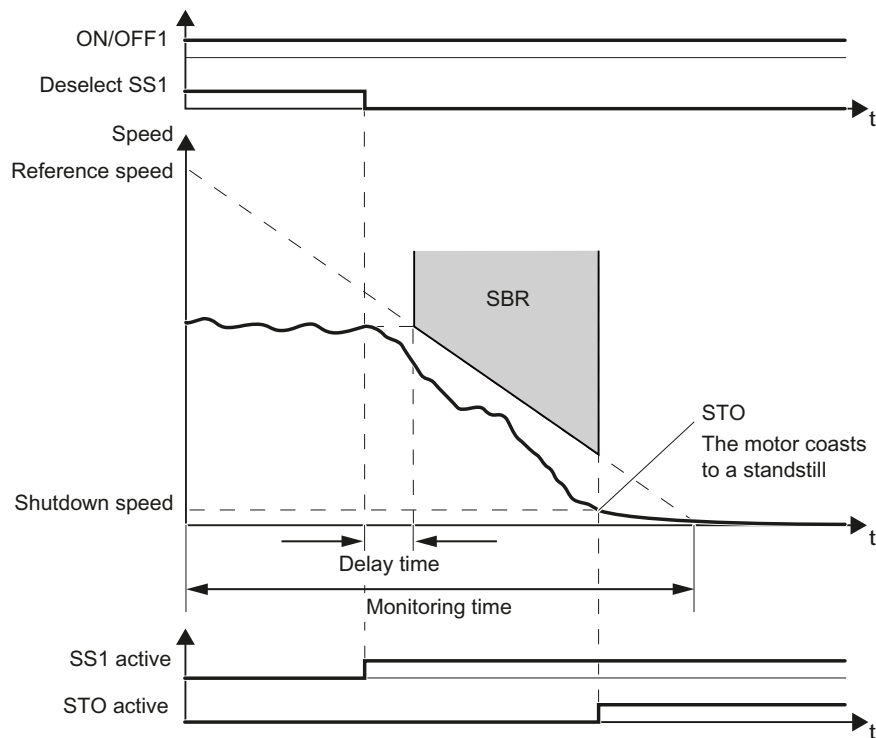 ON/OFF1
Deselect SS1
t
Speed
Reference speed
SBR
STO
The motor coasts
to a standstill
Shutdown speed
t
Delay time
Monitoring time
SS1 active
STO active
t